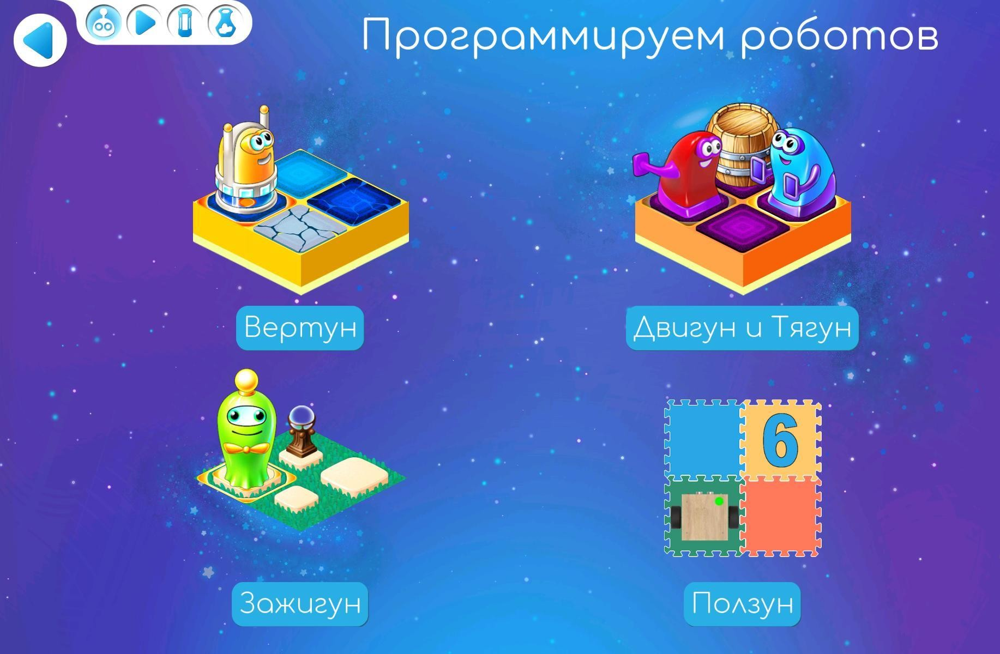 Программируем роботов
Вертун
Двигун и Тягун
6
Зажигун
Ползун